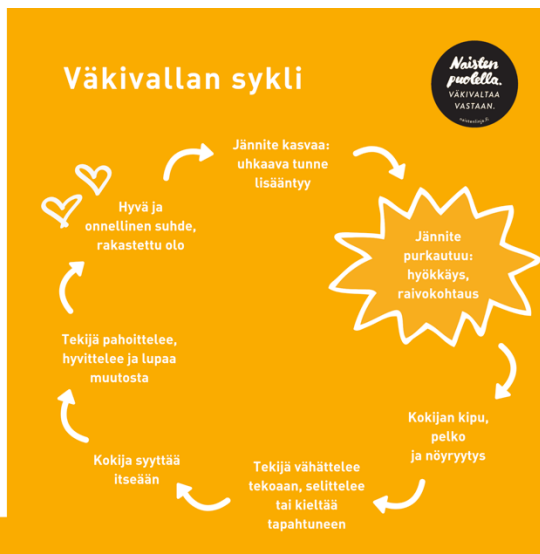 Väkivallan sykli
Naisten
puolella.
VÄKIVALTAA
VASTAAN.
naistenlinja.fi
Jännite kasvaa:
uhkaava tunne
lisääntyy
Jännite
purkautuu:
hyökkäys,
raivokohtaus
Kokijan kipu,
pelko
ja nöyryytys
Tekijä vähättelee
tekoaan, selittelee
tai kieltää
tapahtuneen
Kokija syyttää
itseään
Tekijä pahoittelee,
hyvittelee ja lupaa
muutosta
Hyvä ja
onnellinen suhde,
rakastettu olo